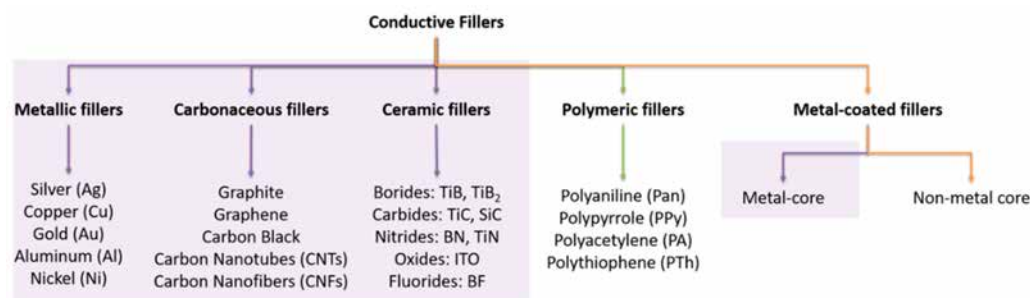 Conductive Fillers
Metallic fillers
Carbonaceous fillers
Ceramic fillers
Polymeric fillers
Metal-coated fillers
Silver (Ag)
Copper (Cu)
Gold (Au)
Aluminum (Al)
Nickel (Ni)
Graphite
Graphene
Carbon Black
Carbon Nanotubes (CNTs)
Carbon Nanofibers (CNFs)
Borides: TiB, TiB₂
Carbides: TiC, SiC
Nitrides: BN, TiN
Oxides: ITO
Fluorides: BF
Polyaniline (Pan)
Polypyrrole (PPy)
Polyacetylene (PA)
Polythiophene (PTh)
Metal-core
Non-metal core